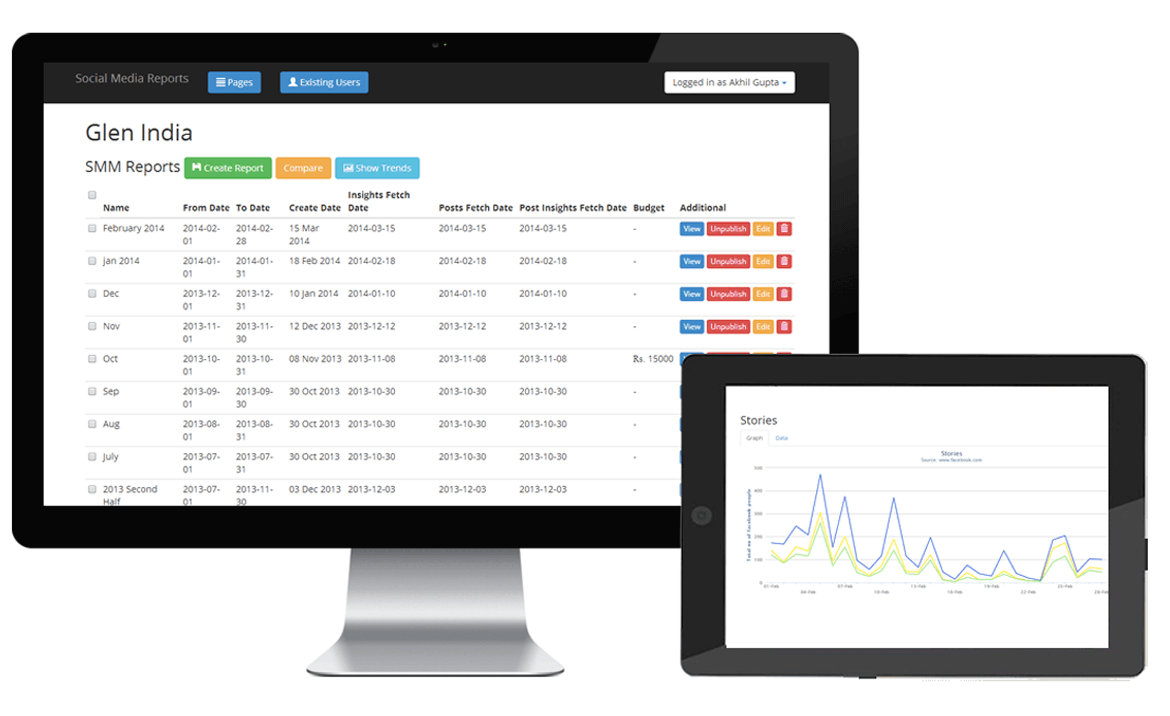 Social Media Reports Pages Existing Users Logged in as Akhil Gupta
Glen India
SMM Reports Create Report Compare Show Trends
Insights Fetch
Name From Date To Date Create Date Date Posts Fetch Date Post Insights Fetch Date Budget Additional
February 2014 2014-02- 2014-02- 15 Mar 2014-03-15 2014-03-15 2014-03-15 - View Unpublish Edit
01 28 2014
Jan 2014 2014-01- 2014-01- 18 Feb 2014 2014-02-18 2014-02-18 2014-02-18 - View Unpublish Edit
01 31
Dec 2013-12- 2013-12- 10 Jan 2014 2014-01-10 2014-01-10 2014-01-10 - View Unpublish Edit
01 31
Nov 2013-11- 2013-11- 12 Dec 2013 2013-12-12 2013-12-12 2013-12-12 - View Unpublish Edit
01 30
Oct 2013-10- 2013-10- 08 Nov 2013 2013-11-08 2013-11-08 2013-11-08 Rs. 15000
01 31
Sep 2013-09- 2013-09- 30 Oct 2013 2013-10-30 2013-10-30 2013-10-30 -
01 30
Aug 2013-08- 2013-08- 30 Oct 2013 2013-10-30 2013-10-30 2013-10-30 -
01 31
July 2013-07- 2013-07- 30 Oct 2013 2013-10-30 2013-10-30 2013-10-30 -
01 31
2013 Second 2013-07- 2013-11- 03 Dec 2013 2013-12-03 2013-12-03 2013-12-03 -
Half 01 30
Stories
Graph Data
Stories
Source: www.facebook.com
Total no of facebook people
500
400
300
200
100
0
01-Feb 04-Feb 07-Feb 10-Feb 13-Feb 16-Feb 19-Feb 22-Feb 25-Feb 28-Feb